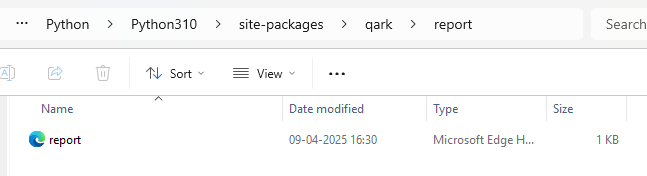 ... Python > Python310 > site-packages > qark > report Search
Sort View ...
Name Date modified Type Size
report 09-04-2025 16:30 Microsoft Edge H... 1 KB